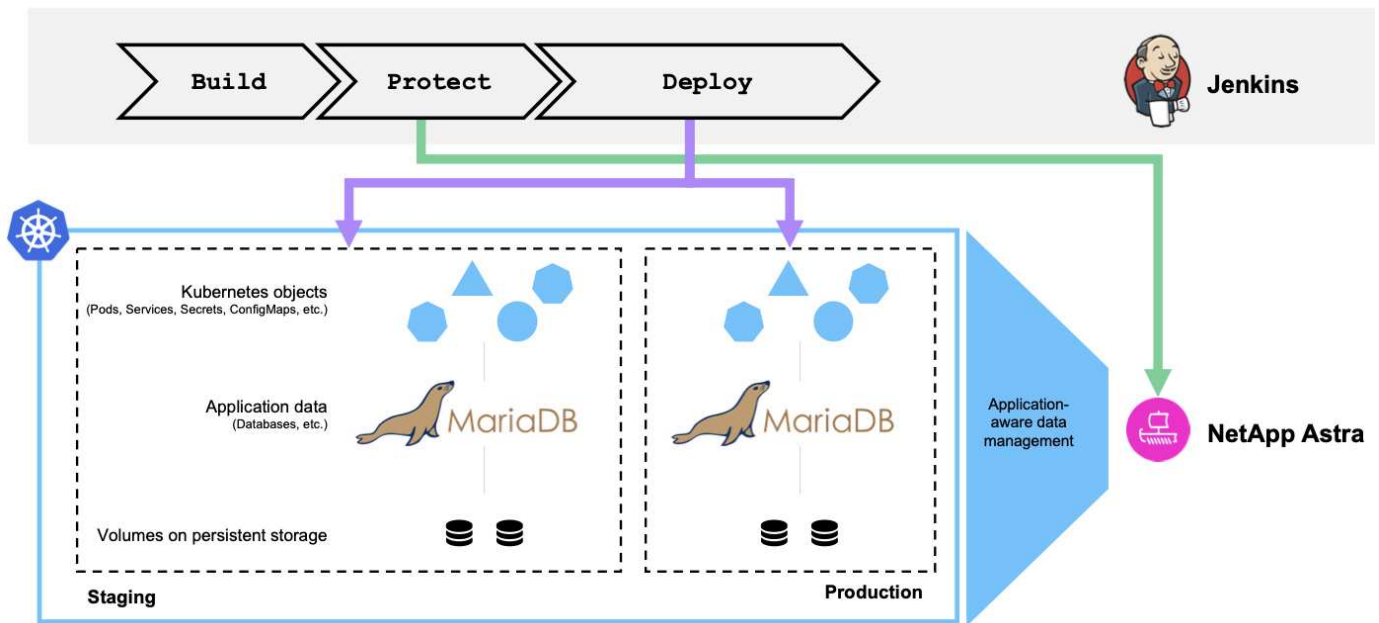 Build
Protect
Deploy
Jenkins
Kubernetes objects
(Pods, Services, Secrets, ConfigMaps, etc.)
Application data
(Databases, etc.)
MariaDB
MariaDB
Application-
aware data
management
NetApp Astra
Volumes on persistent storage
Staging
Production